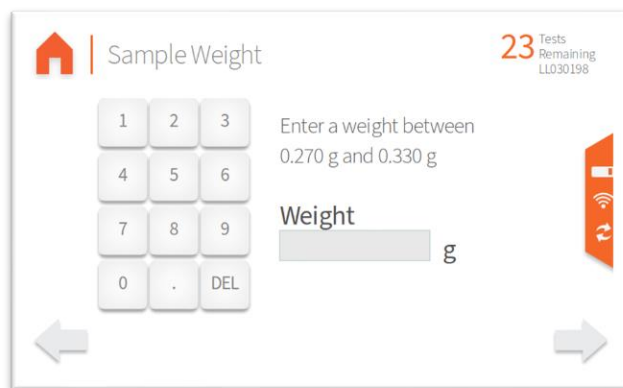 Sample Weight
23 Tests
Remaining
LL030198
1 2 3
4 5 6
7 8 9
0 . DEL
Enter a weight between
0.270 g and 0.330 g
Weight
g